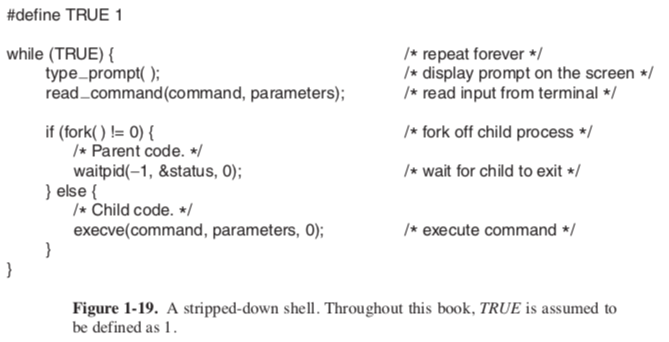 #define TRUE 1
while (TRUE) { /* repeat forever */
type_prompt( ); /* display prompt on the screen */
read_command(command, parameters); /* read input from terminal */
if (fork( ) != 0) { /* fork off child process */
/* Parent code. */
waitpid(−1, &status, 0); /* wait for child to exit */
} else {
/* Child code. */
execve(command, parameters, 0); /* execute command */
}
}
Figure 1-19. A stripped-down shell. Throughout this book, TRUE is assumed to
be defined as 1.